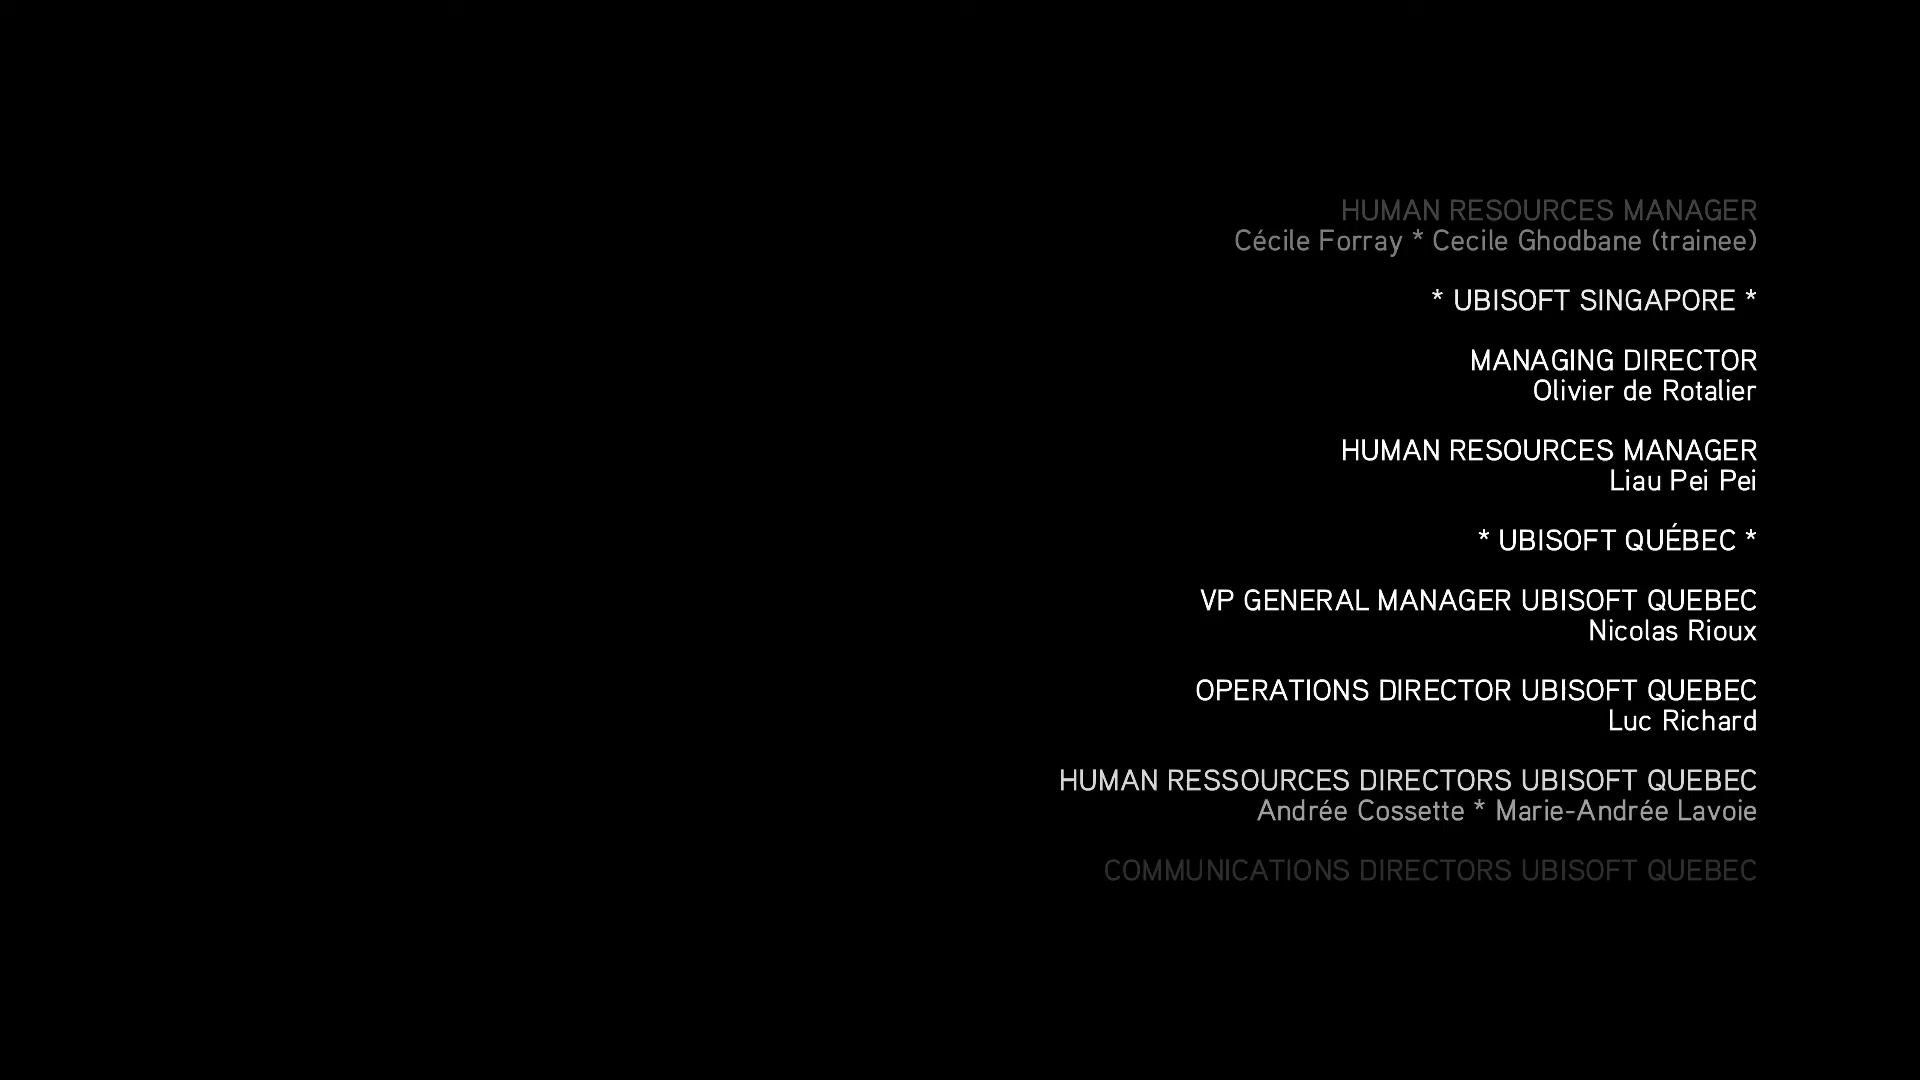 HUMAN RESOURCES MANAGER
Cécile Forray * Cecile Ghodbane (trainee)
* UBISOFT SINGAPORE *
MANAGING DIRECTOR
Olivier de Rotalier
HUMAN RESOURCES MANAGER
Liau Pei Pei
* UBISOFT QUÉBEC *
VP GENERAL MANAGER UBISOFT QUEBEC
Nicolas Rioux
OPERATIONS DIRECTOR UBISOFT QUEBEC
Luc Richard
HUMAN RESSOURCES DIRECTORS UBISOFT QUEBEC
Andrée Cossette * Marie-Andrée Lavoie
COMMUNICATIONS DIRECTORS UBISOFT QUEBEC